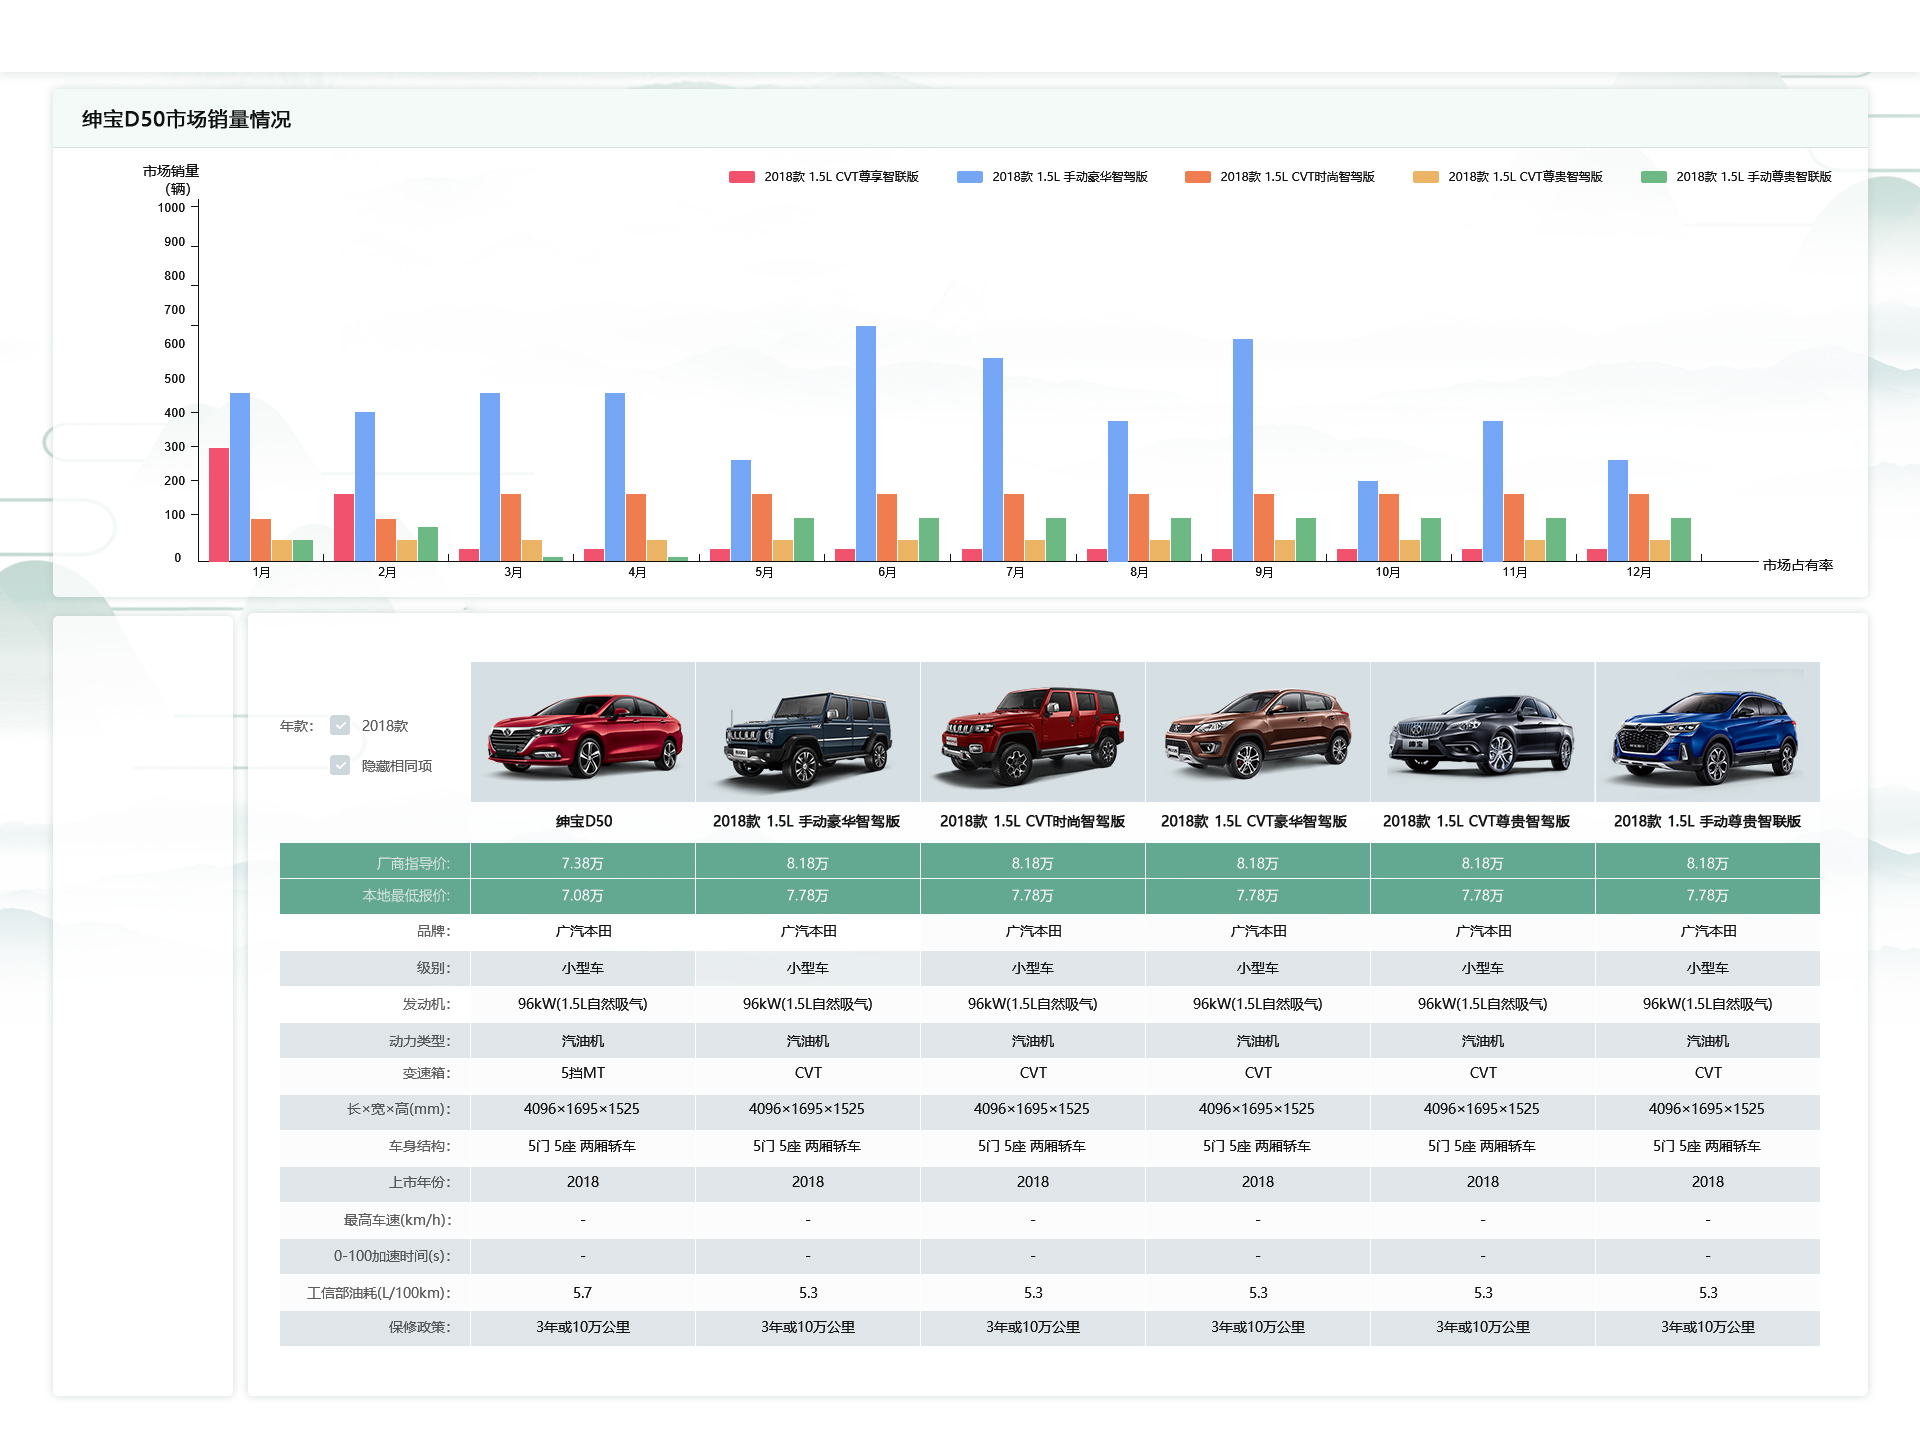 绅宝D50市场销量情况
市场销量
（辆）
2018款 1.5L CVT尊享智联版 2018款 1.5L 手动豪华智驾版 2018款 1.5L CVT时尚智驾版 2018款 1.5L CVT尊贵智驾版 2018款 1.5L 手动尊贵智联版
1000
900
800
700
600
500
400
300
200
100
0
1月 2月 3月 4月 5月 6月 7月 8月 9月 10月 11月 12月
市场占有率
年款： 2018款
隐藏相同项
绅宝D50 2018款 1.5L 手动豪华智驾版 2018款 1.5L CVT时尚智驾版 2018款 1.5L CVT豪华智驾版 2018款 1.5L CVT尊贵智驾版 2018款 1.5L 手动尊贵智联版
厂商指导价: 7.38万 8.18万 8.18万 8.18万 8.18万 8.18万
本地最低报价: 7.08万 7.78万 7.78万 7.78万 7.78万 7.78万
品牌： 广汽本田 广汽本田 广汽本田 广汽本田 广汽本田 广汽本田
级别： 小型车 小型车 小型车 小型车 小型车 小型车
发动机： 96kW(1.5L自然吸气) 96kW(1.5L自然吸气) 96kW(1.5L自然吸气) 96kW(1.5L自然吸气) 96kW(1.5L自然吸气) 96kW(1.5L自然吸气)
动力类型： 汽油机 汽油机 汽油机 汽油机 汽油机 汽油机
变速箱： 5挡MT CVT CVT CVT CVT CVT
长×宽×高(mm)： 4096×1695×1525 4096×1695×1525 4096×1695×1525 4096×1695×1525 4096×1695×1525 4096×1695×1525
车身结构： 5门 5座 两厢轿车 5门 5座 两厢轿车 5门 5座 两厢轿车 5门 5座 两厢轿车 5门 5座 两厢轿车 5门 5座 两厢轿车
上市年份： 2018 2018 2018 2018 2018 2018
最高车速(km/h)： - - - - - -
0-100加速时间(s)： - - - - - -
工信部油耗(L/100km)： 5.7 5.3 5.3 5.3 5.3 5.3
保修政策： 3年或10万公里 3年或10万公里 3年或10万公里 3年或10万公里 3年或10万公里 3年或10万公里